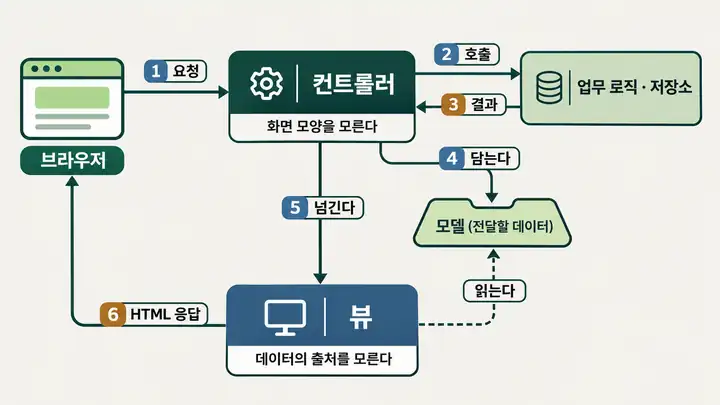 1 요청
컨트롤러
화면 모양을 모른다
2 호출
3 결과
업무 로직 · 저장소
브라우저
4 담는다
모델 (전달할 데이터)
5 넘긴다
읽는다
6 HTML 응답
뷰
데이터의 출처를 모른다